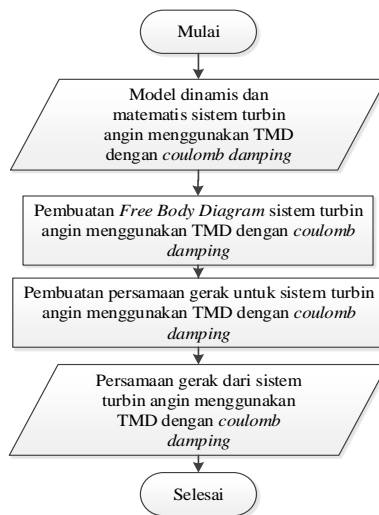 Mulai
Model dinamis dan
matematis sistem turbin
angin menggunakan TMD
dengan coulomb damping
Pembuatan Free Body Diagram sistem turbin
angin menggunakan TMD dengan coulomb
damping
Pembuatan persamaan gerak untuk sistem turbin
angin menggunakan TMD dengan coulomb
damping
Persamaan gerak dari sistem
turbin angin menggunakan
TMD dengan coulomb
damping
Selesai